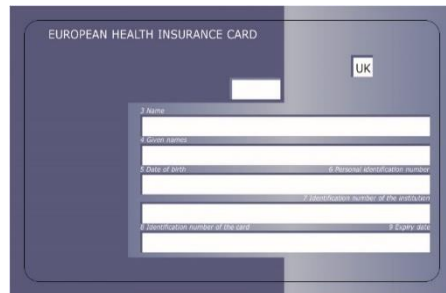 EUROPEAN HEALTH INSURANCE CARD
UK
3 Name
4 Given names
5 Date of birth 6 Personal identification number
7 Identification number of the institution
8 Identification number of the card 9 Expiry date